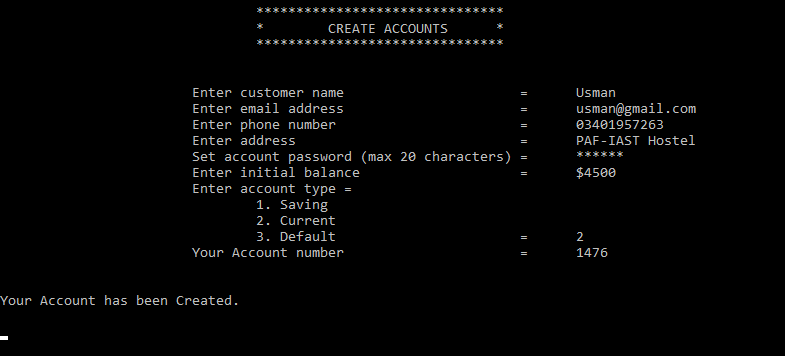 *******************************
* CREATE ACCOUNTS *
*******************************
Enter customer name = Usman
Enter email address = usman@gmail.com
Enter phone number = 03401957263
Enter address = PAF-IAST Hostel
Set account password (max 20 characters) = ******
Enter initial balance = $4500
Enter account type =
1. Saving
2. Current
3. Default = 2
Your Account number = 1476
Your Account has been Created.